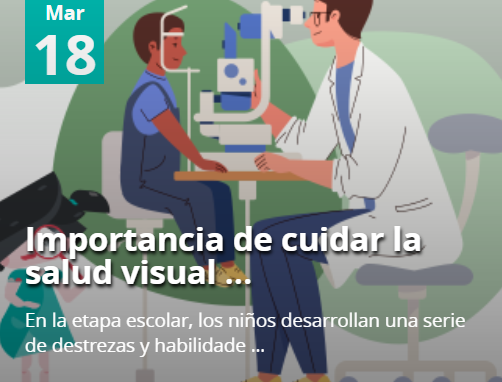 Mar
18
Importancia de cuidar la
salud visual ...
En la etapa escolar, los niños desarrollan una serie
de destrezas y habilidade ...